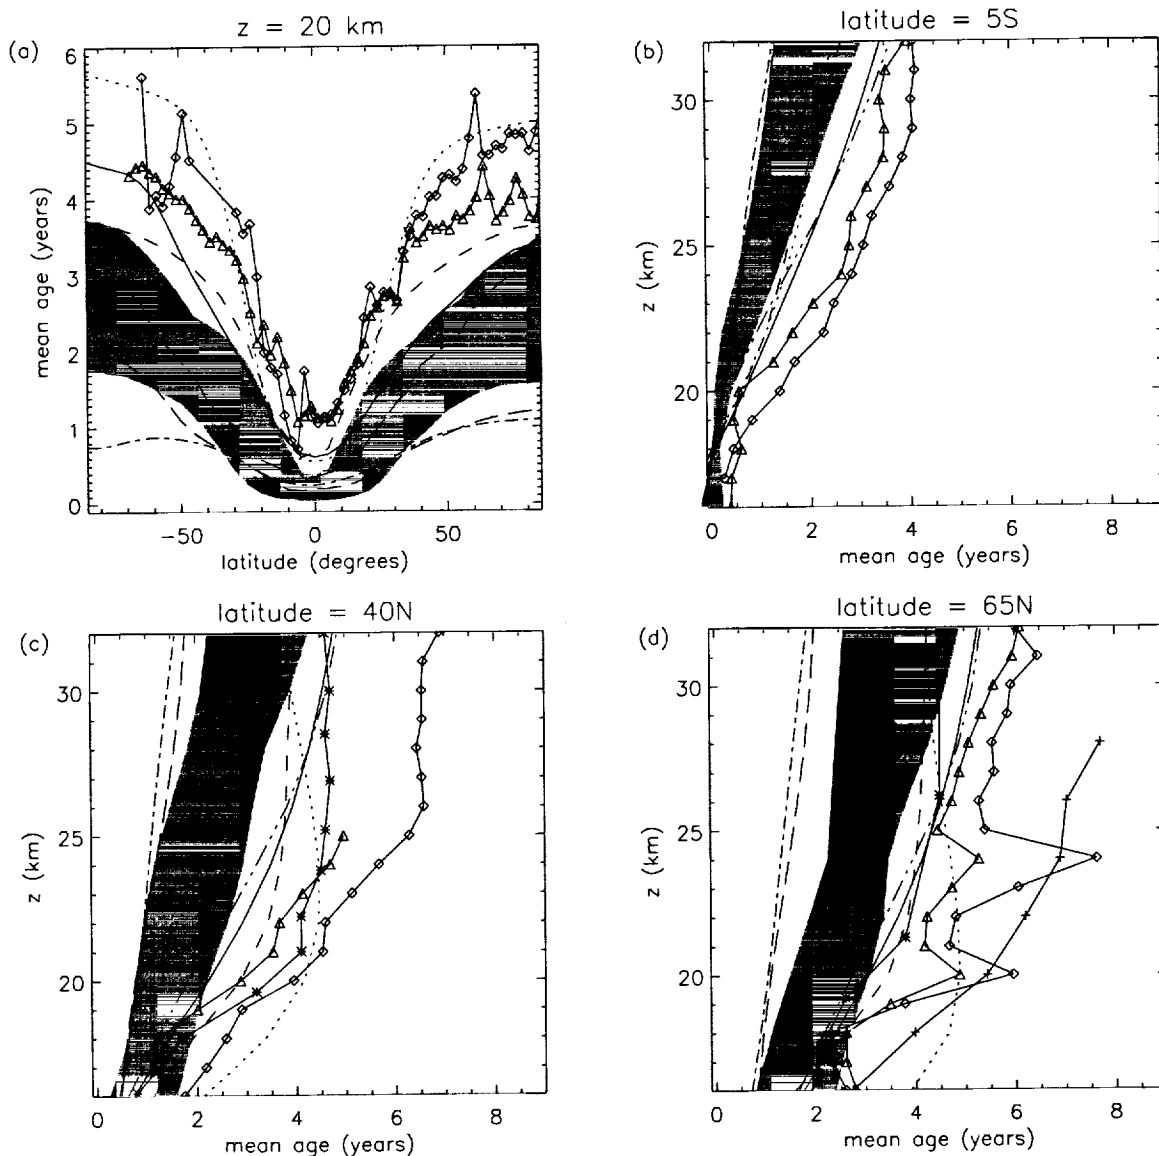 z = 20 km
(a)
6
5
4
3
2
1
0
mean age (years)
−50
0
50
latitude (degrees)
latitude = 5S
(b)
30
25
20
z (km)
0
2
4
6
8
mean age (years)
latitude = 40N
(c)
30
25
20
z (km)
0
2
4
6
8
mean age (years)
latitude = 65N
(d)
30
25
20
z (km)
0
2
4
6
8
mean age (years)